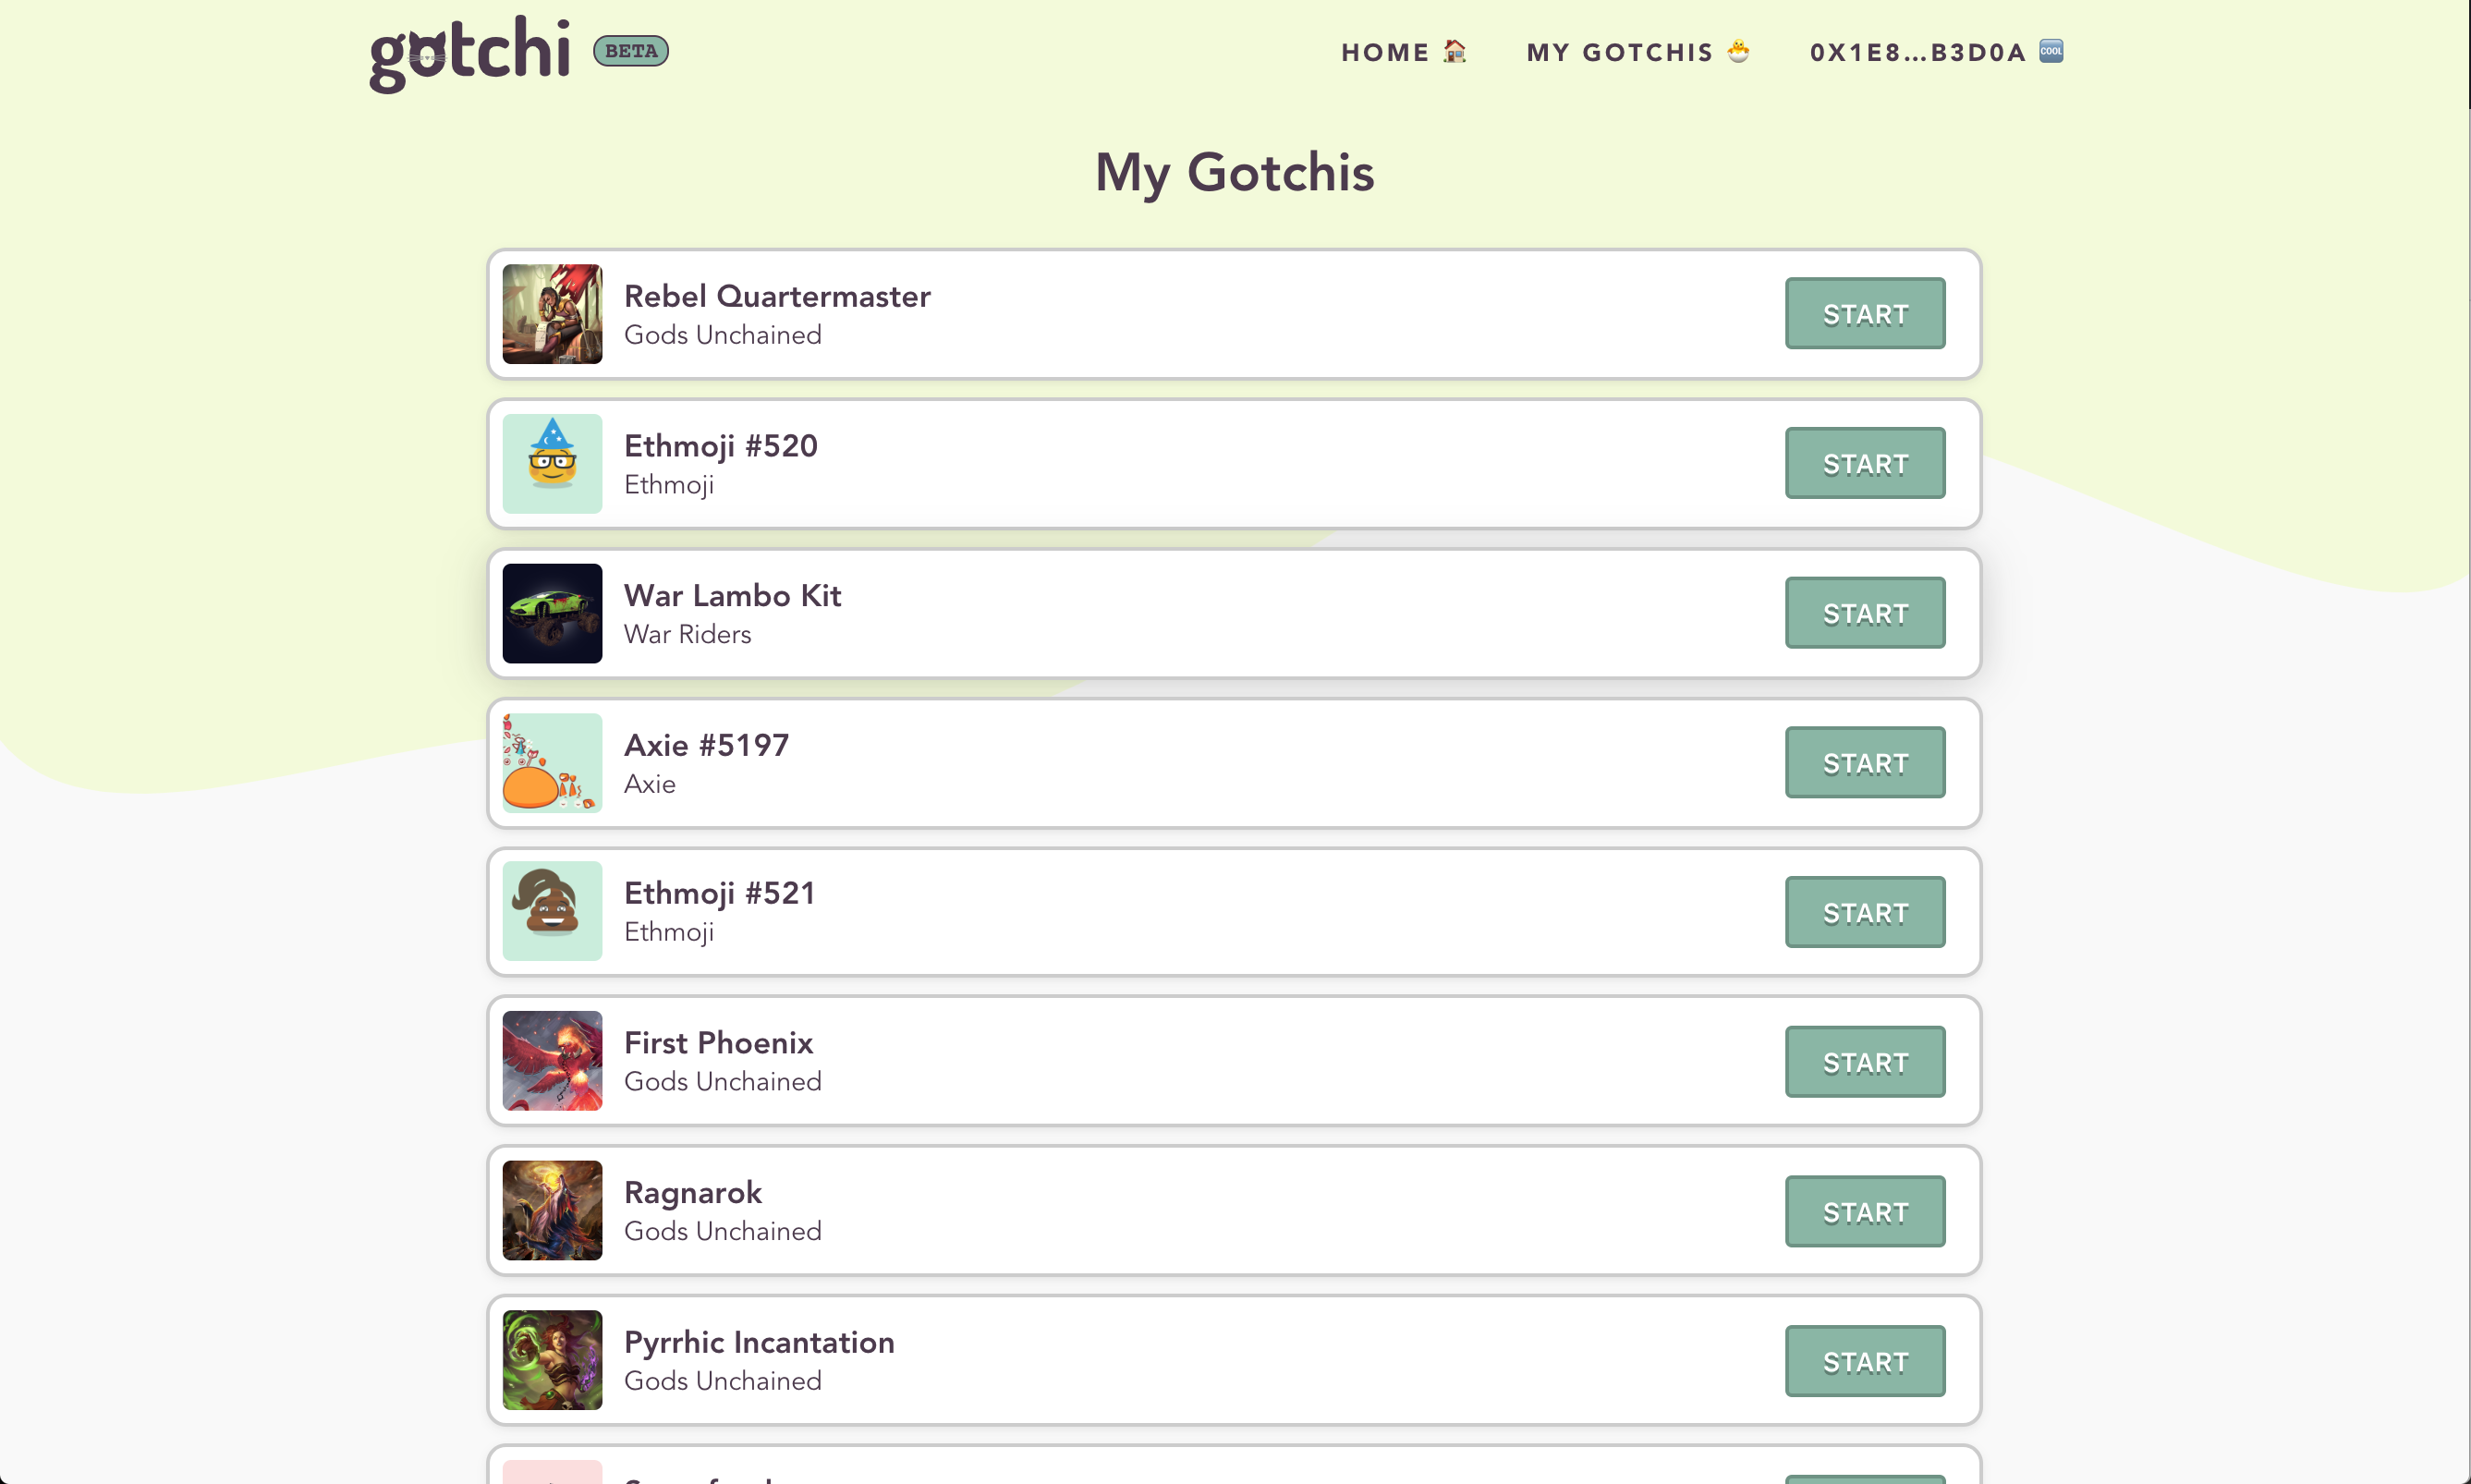 gotchi BETA
HOME 🏠 MY GOTCHIS 🐣 0X1E8...B3D0A 🆒
My Gotchis
Rebel Quartermaster
Gods Unchained
START
Ethmoji #520
Ethmoji
START
War Lambo Kit
War Riders
START
Axie #5197
Axie
START
Ethmoji #521
Ethmoji
START
First Phoenix
Gods Unchained
START
Ragnarok
Gods Unchained
START
Pyrrhic Incantation
Gods Unchained
START